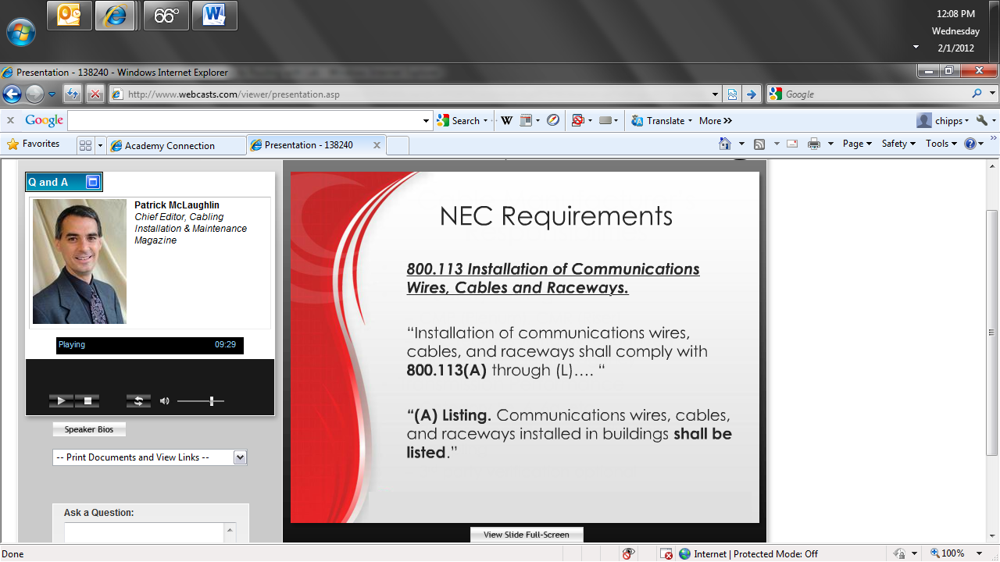 66°
12:08 PM
Wednesday
2/1/2012
Presentation - 138240 - Windows Internet Explorer
http://www.webcasts.com/viewer/presentation.asp
Google
Google
Search
W
Translate
More »
chipps
Favorites
Academy Connection
Presentation - 138240
Page
Safety
Tools
Q and A
Patrick McLaughlin
Chief Editor, Cabling
Installation & Maintenance
Magazine
Playing
09:29
Speaker Bios
-- Print Documents and View Links --
Ask a Question:
NEC Requirements
800.113 Installation of Communications
Wires, Cables and Raceways.
“Installation of communications wires,
cables, and raceways shall comply with
800.113(A) through (L)…. “
“(A) Listing. Communications wires, cables,
and raceways installed in buildings shall be
listed.”
View Slide Full-Screen
Done
Internet | Protected Mode: Off
100%